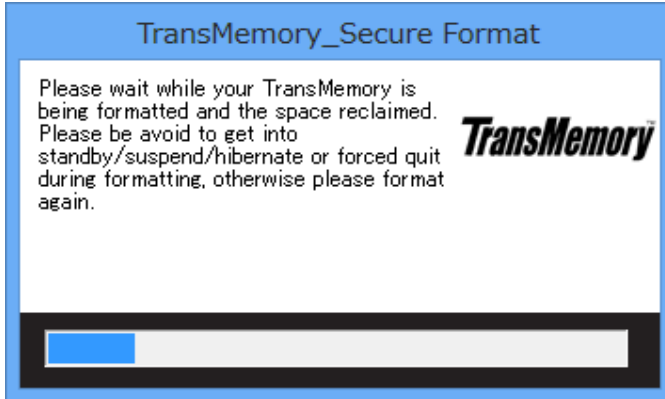 TransMemory_Secure Format
Please wait while your TransMemory is
being formatted and the space reclaimed.
Please be avoid to get into
standby/suspend/hibernate or forced quit
during formatting, otherwise please format
again.
TransMemory™